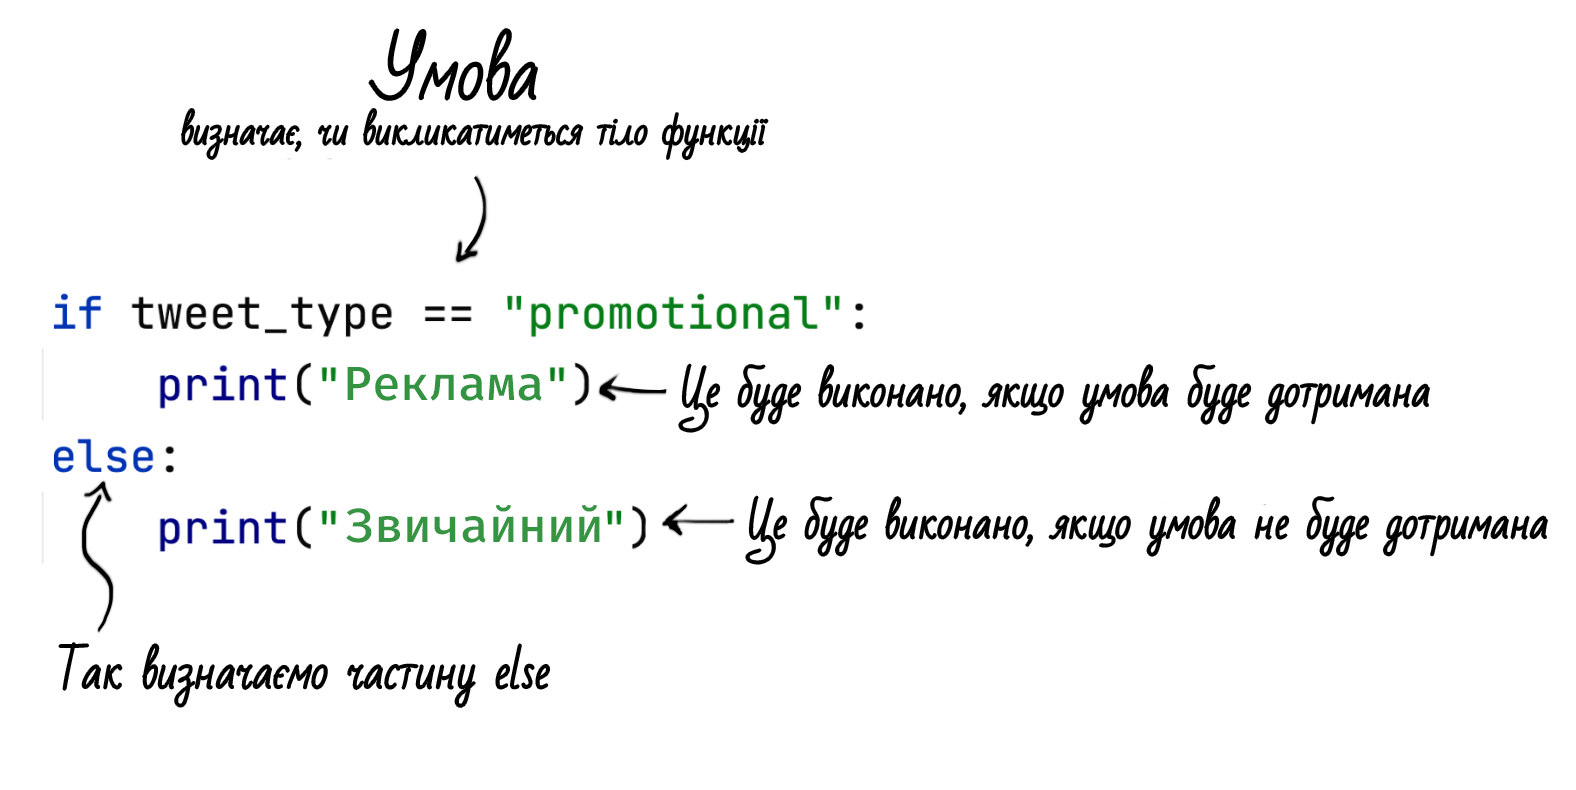 Умова
визначає, чи викликатиметься тіло функції
if tweet_type == "promotional":
print("Реклама") Це буде виконано, якщо умова буде дотримана
else:
print("Звичайний") Це буде виконано, якщо умова не буде дотримана
Так визначаємо частину else